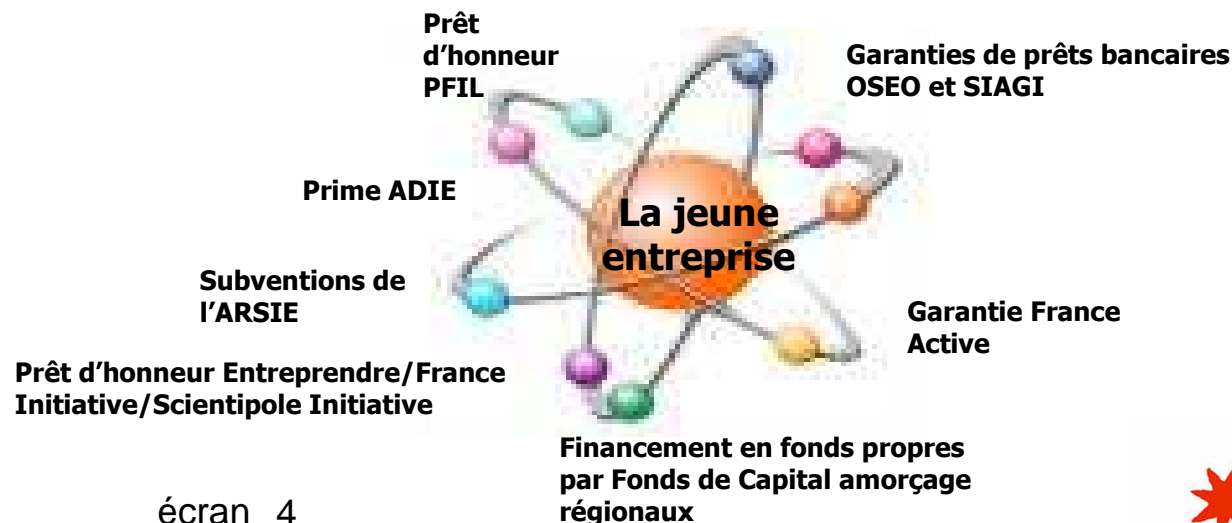 Prêt
d’honneur
PFIL
Garanties de prêts bancaires
OSEO et SIAGI
Prime ADIE
La jeune
entreprise
Subventions de
l’ARSIE
Garantie France
Active
Prêt d’honneur Entreprendre/France
Initiative/Scientipole Initiative
Financement en fonds propres
par Fonds de Capital amorçage
régionaux
écran 4